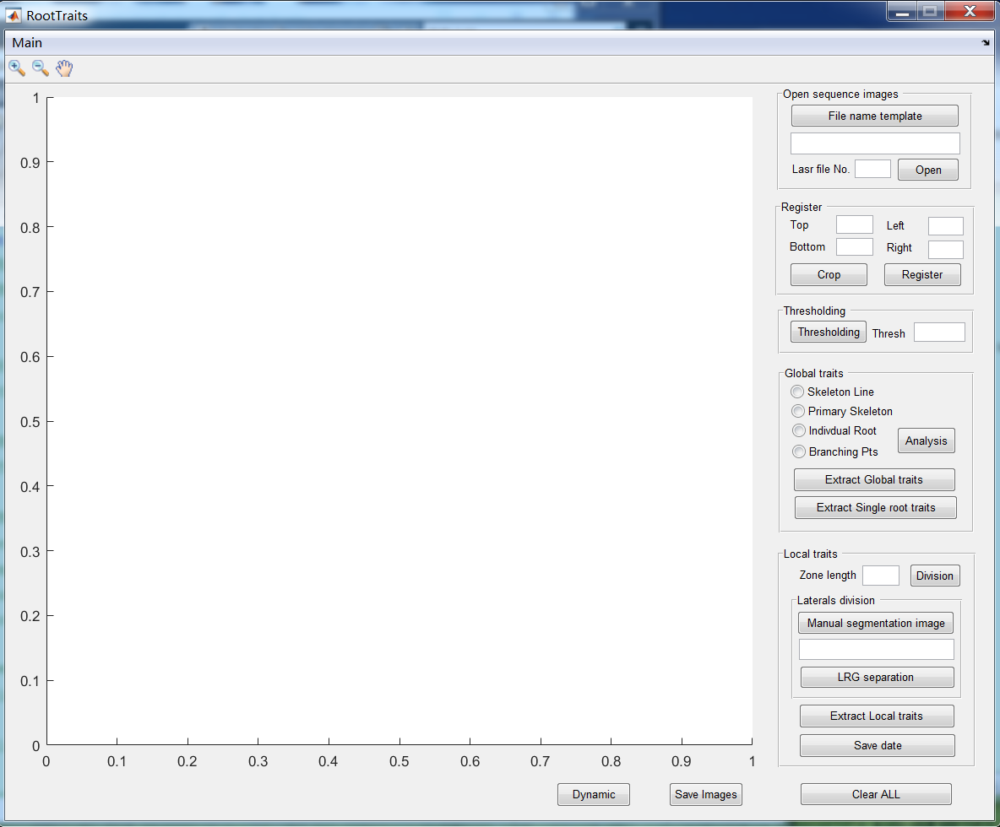 RootTraits
Main
1
0.9
0.8
0.7
0.6
0.5
0.4
0.3
0.2
0.1
0
0 0.1 0.2 0.3 0.4 0.5 0.6 0.7 0.8 0.9 1
Dynamic Save Images
Open sequence images
File name template
Lasr file No. Open
Register
Top Left
Bottom Right
Crop Register
Thresholding
Thresholding Thresh
Global traits
Skeleton Line
Primary Skeleton
Indivdual Root
Analysis
Branching Pts
Extract Global traits
Extract Single root traits
Local traits
Zone length Division
Laterals division
Manual segmentation image
LRG separation
Extract Local traits
Save date
Clear ALL